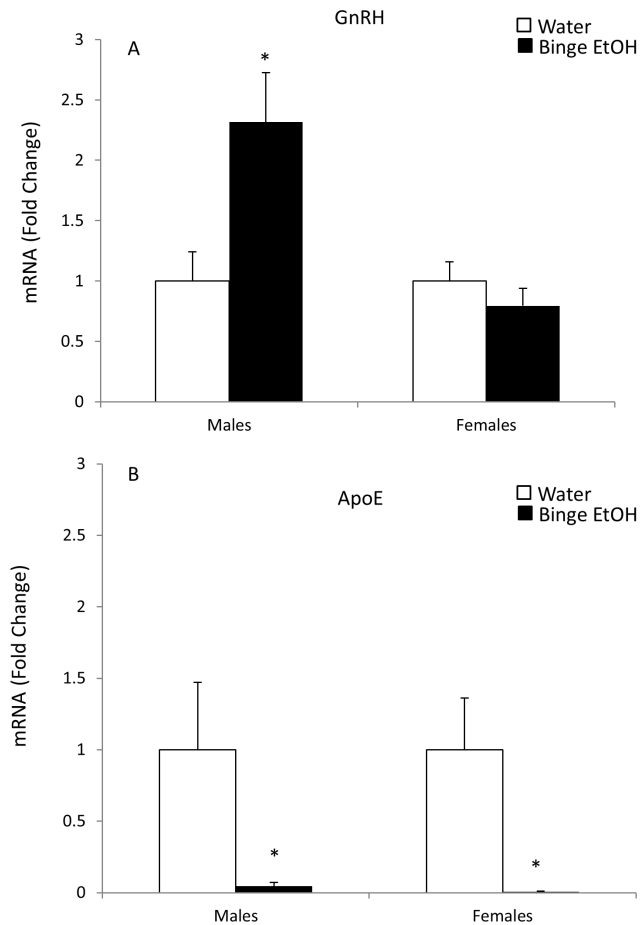 GnRH
A
Water
Binge EtOH
*
3
2.5
2
1.5
1
0.5
0
mRNA (Fold Change)
Males
Females
B
ApoE
Water
Binge EtOH
3
2.5
2
1.5
1
0.5
0
mRNA (Fold Change)
*
*
Males
Females